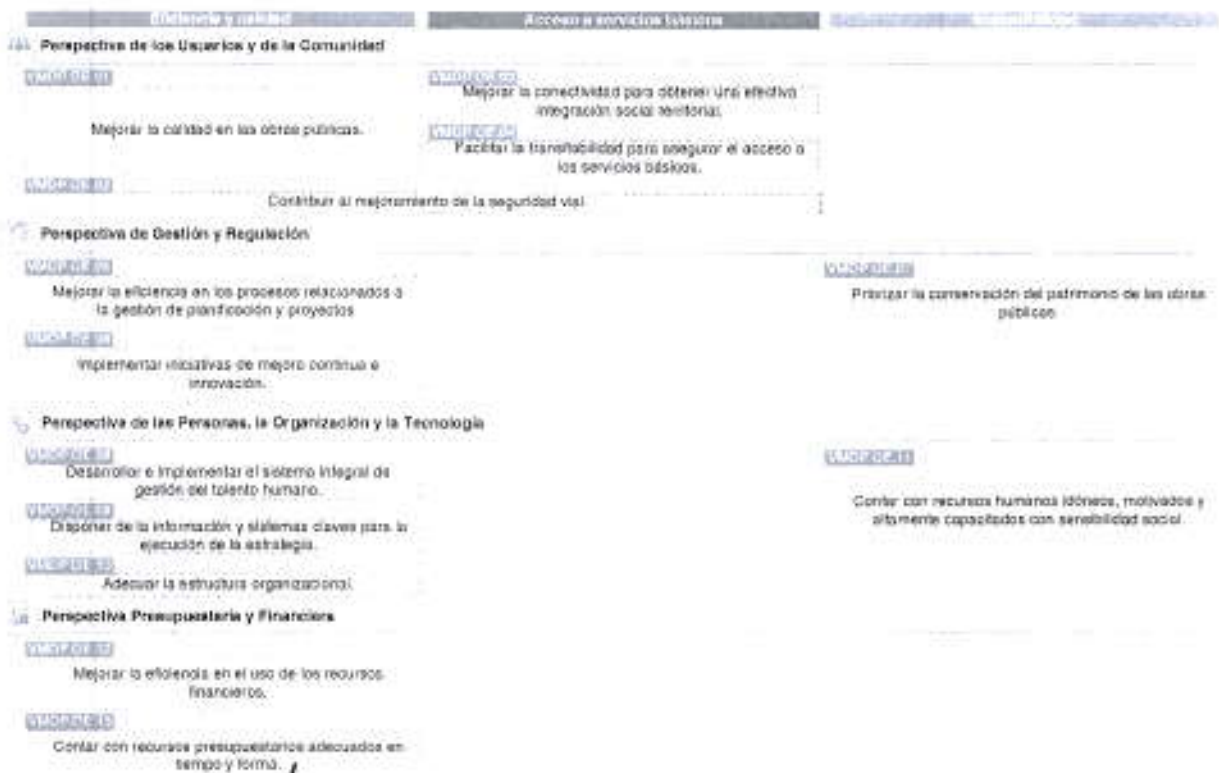 Eficiencia y calidad
Acceso a servicios básicos
Perspectiva de los Usuarios y de la Comunidad
Mejorar la calidad en las obras públicas.
Mejorar la conectividad para obtener una efectiva
integración social territorial.
Facilitar la transitabilidad para asegurar el acceso a
los servicios básicos.
Contribuir al mejoramiento de la seguridad vial.
Perspectiva de Gestión y Regulación
Mejorar la eficiencia en los procesos relacionados a
la gestión de planificación y proyectos
Priorizar la conservación del patrimonio de las obras
públicas.
Implementar iniciativas de mejora continua e
innovación.
Perspectiva de las Personas, la Organización y la Tecnología
Desarrollar e implementar el sistema integral de
gestión del talento humano.
Contar con recursos humanos idóneos, motivados y
altamente capacitados con sensibilidad social.
Disponer de la información y sistemas claves para la
ejecución de la estrategia.
Adecuar la estructura organizacional.
Perspectiva Presupuestaria y Financiera
Mejorar la eficiencia en el uso de los recursos
financieros.
Contar con recursos presupuestarios adecuados en
tiempo y forma.